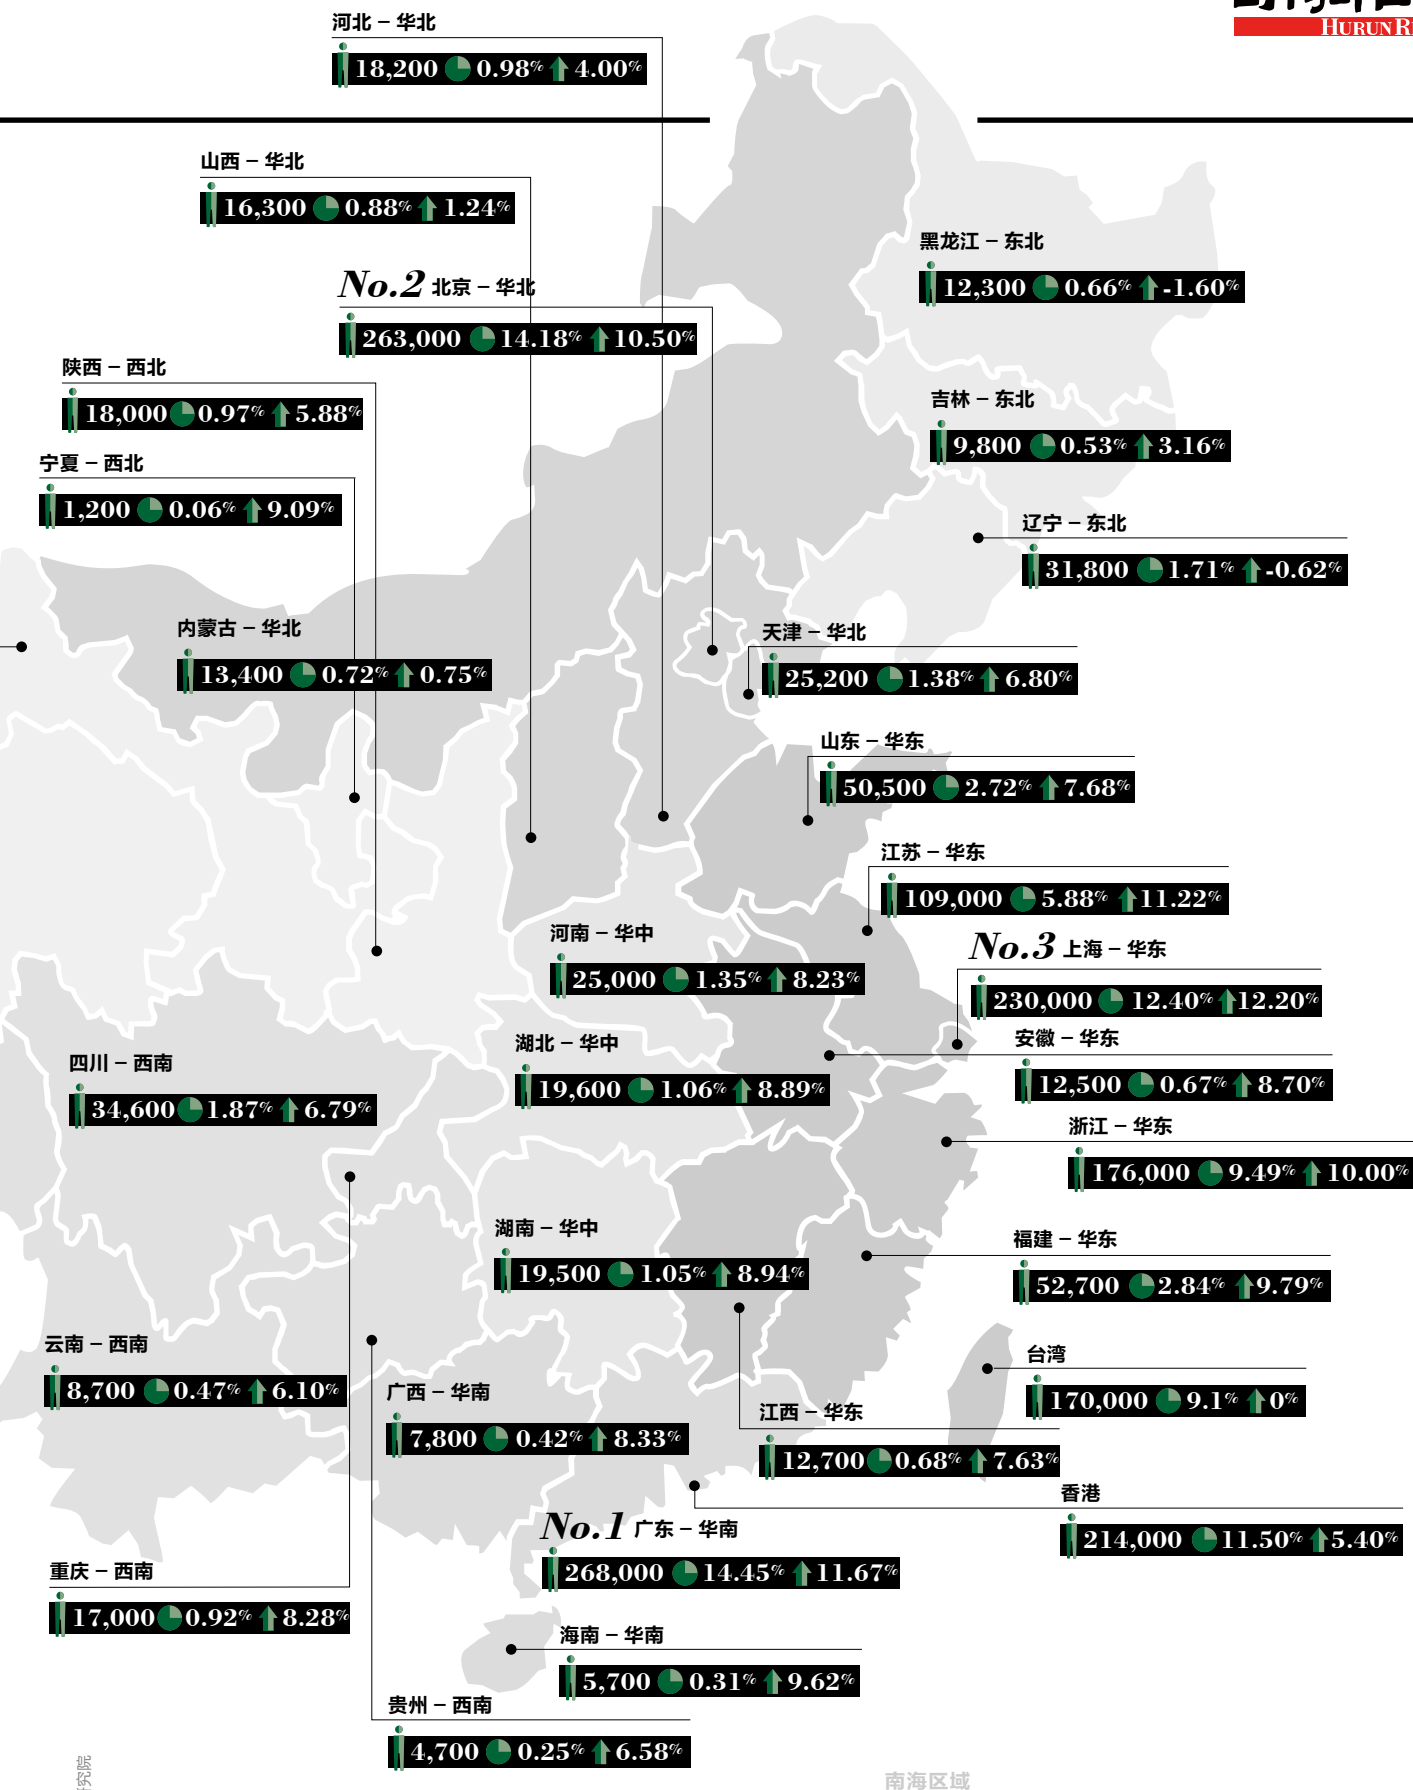 HURUN R
河北 – 华北
18,200 0.98% 4.00%
山西 – 华北
16,300 0.88% 1.24%
黑龙江 – 东北
12,300 0.66% -1.60%
No.2 北京 – 华北
263,000 14.18% 10.50%
陕西 – 西北
18,000 0.97% 5.88%
吉林 – 东北
9,800 0.53% 3.16%
宁夏 – 西北
1,200 0.06% 9.09%
辽宁 – 东北
31,800 1.71% -0.62%
内蒙古 – 华北
13,400 0.72% 0.75%
天津 – 华北
25,200 1.38% 6.80%
山东 – 华东
50,500 2.72% 7.68%
江苏 – 华东
109,000 5.88% 11.22%
河南 – 华中
25,000 1.35% 8.23%
No.3 上海 – 华东
230,000 12.40% 12.20%
湖北 – 华中
19,600 1.06% 8.89%
安徽 – 华东
12,500 0.67% 8.70%
四川 – 西南
34,600 1.87% 6.79%
浙江 – 华东
176,000 9.49% 10.00%
湖南 – 华中
19,500 1.05% 8.94%
福建 – 华东
52,700 2.84% 9.79%
云南 – 西南
8,700 0.47% 6.10%
台湾
170,000 9.1% 0%
广西 – 华南
7,800 0.42% 8.33%
江西 – 华东
12,700 0.68% 7.63%
香港
214,000 11.50% 5.40%
No.1 广东 – 华南
268,000 14.45% 11.67%
重庆 – 西南
17,000 0.92% 8.28%
海南 – 华南
5,700 0.31% 9.62%
贵州 – 西南
4,700 0.25% 6.58%
究院
南海区域